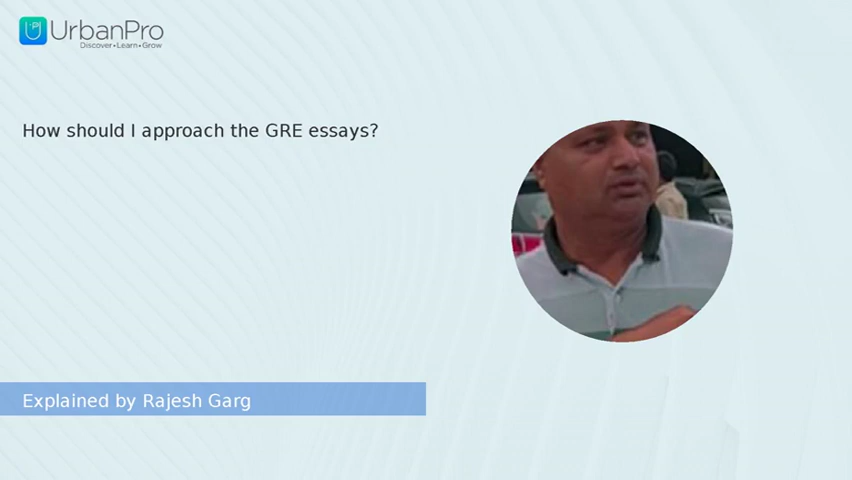 UrbanPro
Discover•Learn•Grow
How should I approach the GRE essays?
Explained by Rajesh Garg